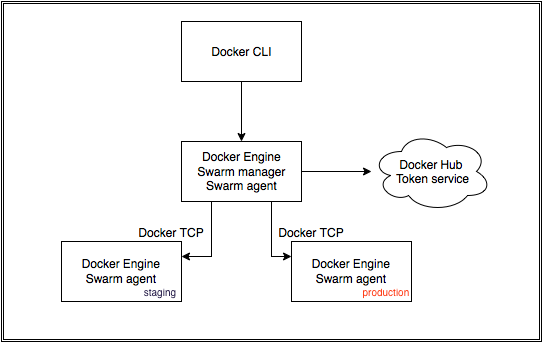 Docker CLI
Docker Engine
Swarm manager
Swarm agent
Docker Hub
Token service
Docker TCP
Docker TCP
Docker Engine
Swarm agent
staging
Docker Engine
Swarm agent
production